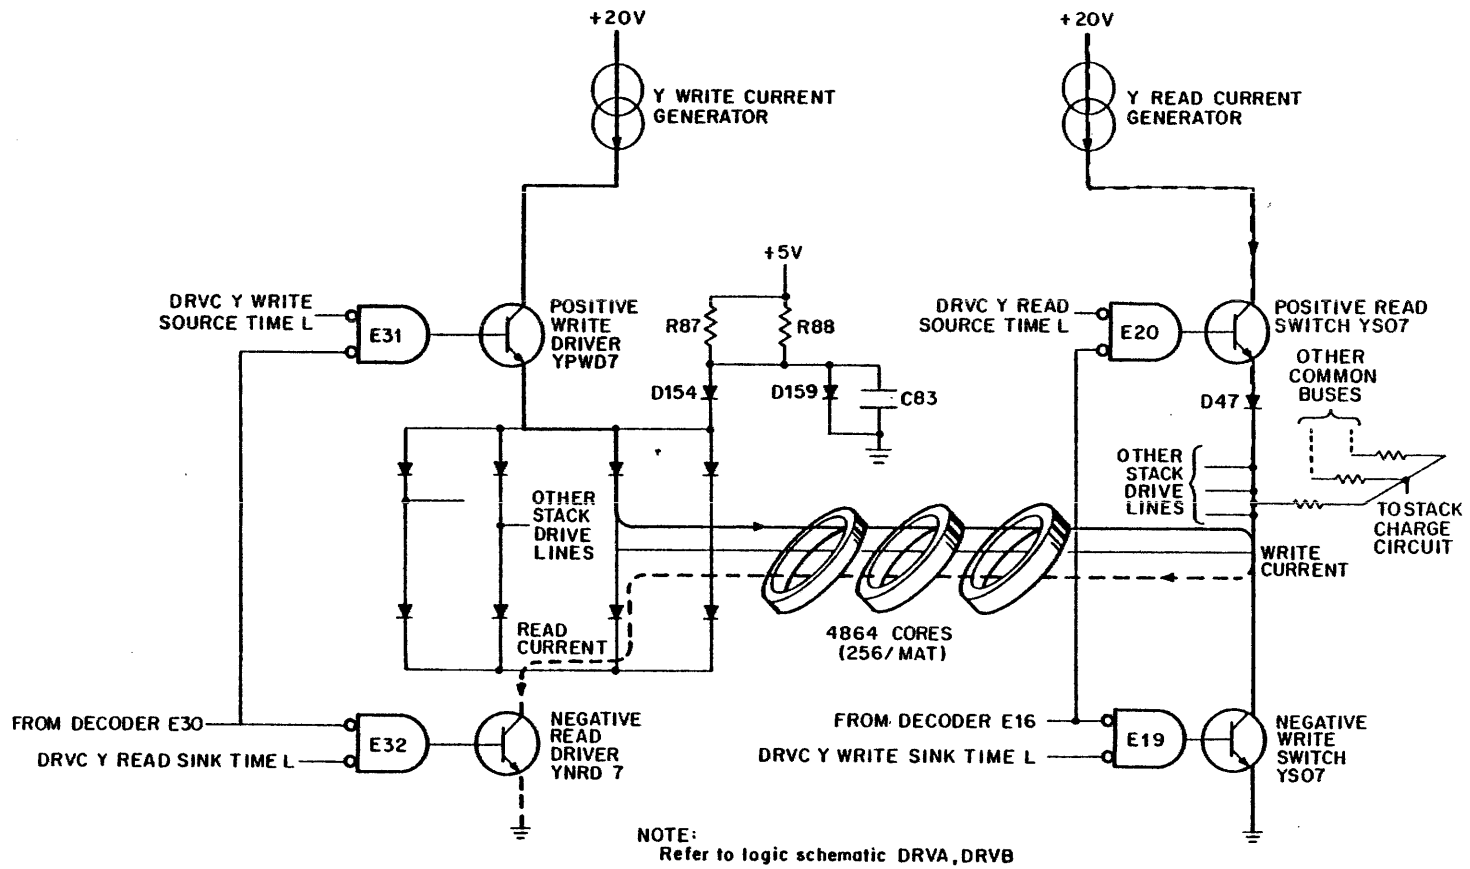 +20V
+20V
Y WRITE CURRENT
GENERATOR
Y READ CURRENT
GENERATOR
+5V
DRVC Y WRITE
SOURCE TIME L
E31
POSITIVE
WRITE
DRIVER
YPWD7
R87
R88
DRVC Y READ
SOURCE TIME L
E20
POSITIVE READ
SWITCH YS07
OTHER
COMMON
BUSES
D154
D159
C83
D47
OTHER
STACK
DRIVE
LINES
OTHER
STACK
DRIVE
LINES
TO STACK
CHARGE
CIRCUIT
WRITE
CURRENT
READ
CURRENT
4864 CORES
(256/MAT)
FROM DECODER E30
DRVC Y READ SINK TIME L
E32
NEGATIVE
READ
DRIVER
YNRD 7
FROM DECODER E16
DRVC Y WRITE SINK TIME L
E19
NEGATIVE
WRITE
SWITCH
YS07
NOTE:
Refer to logic schematic DRVA, DRVB